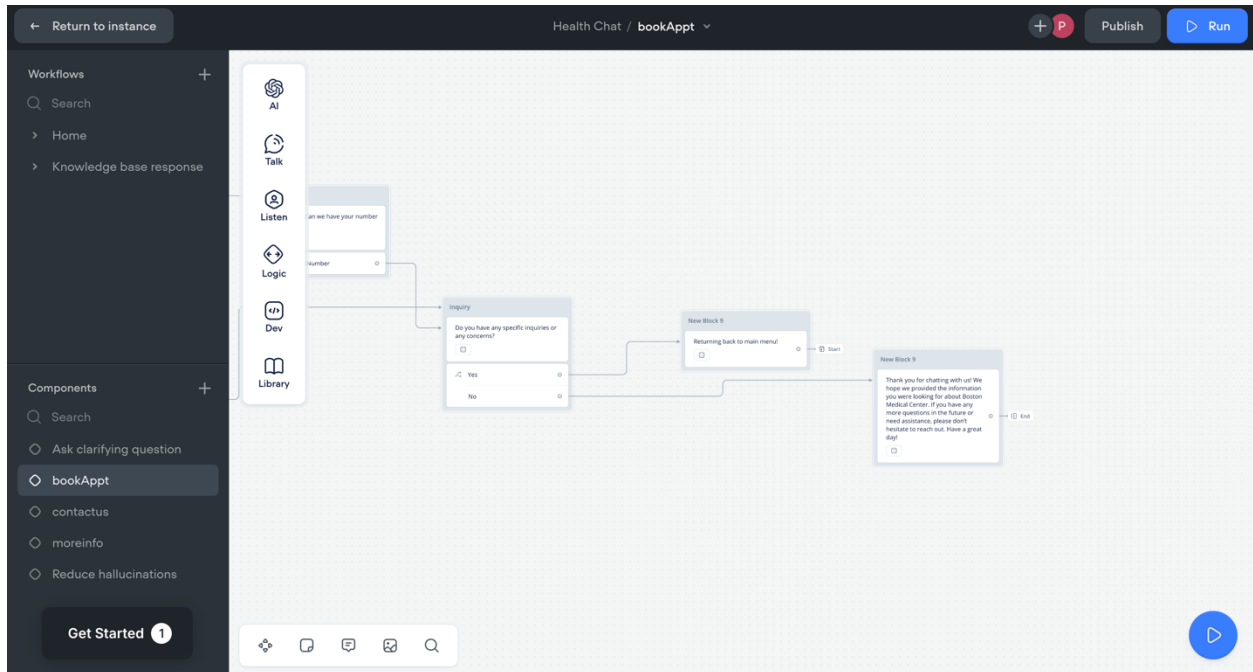 Return to instance
Health Chat / bookAppt
P
Publish
Run
Workflows
Search
Home
Knowledge base response
Components
Search
Ask clarifying question
bookAppt
contactus
moreinfo
Reduce hallucinations
Get Started 1
AI
Talk
Listen
Logic
Dev
Library
an we have your number
Number
Inquiry
Do you have any specific inquiries or
any concerns?
Yes
No
New Block 9
Returning back to main menu!
Start
New Block 9
Thank you for chatting with us! We
hope we provided the information
you were looking for about Boston
Medical Center. If you have any
more questions in the future or
need assistance, please don't
hesitate to reach out. Have a great
day!
End